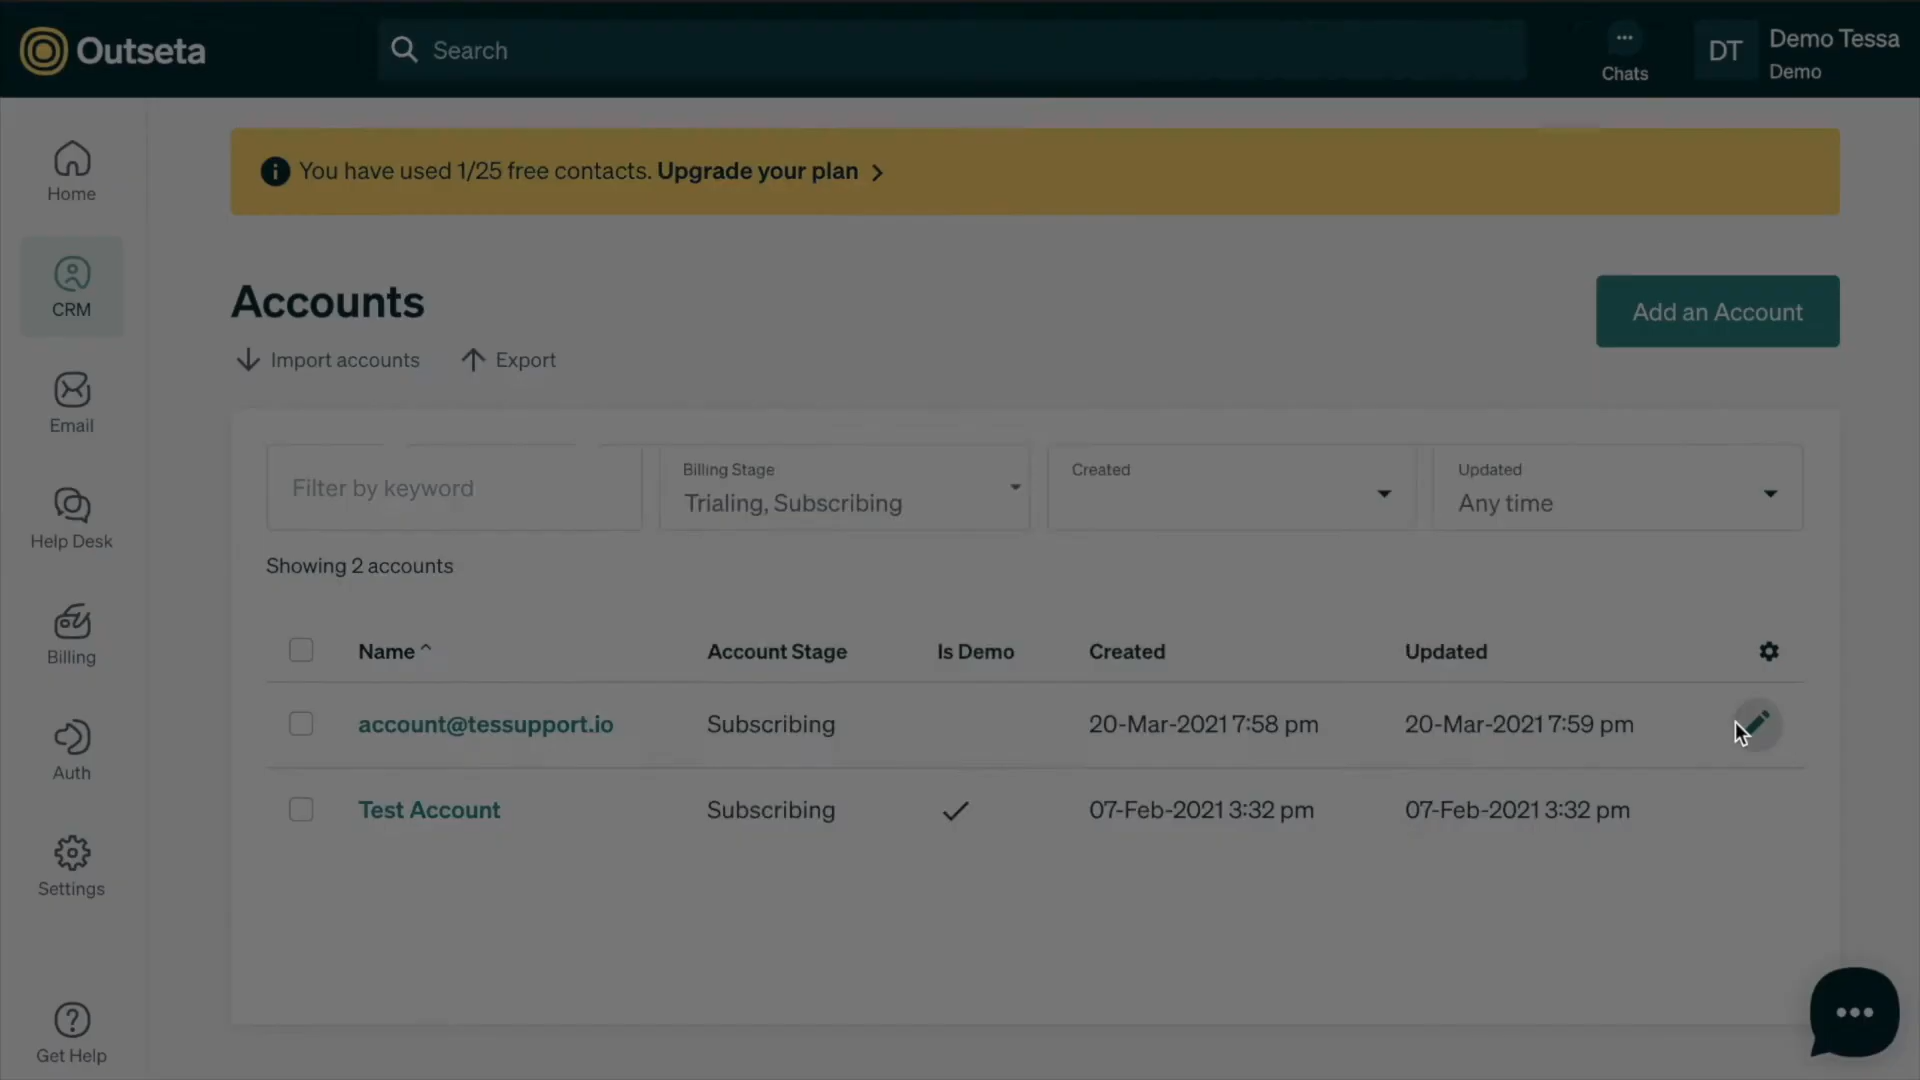 Outseta
Search
Chats
DT
Demo Tessa
Demo
Home
CRM
Email
Help Desk
Billing
Auth
Settings
Get Help
You have used 1/25 free contacts. Upgrade your plan
Accounts
Import accounts
Export
Add an Account
Filter by keyword
Billing Stage
Trialing, Subscribing
Created
Updated
Any time
Showing 2 accounts
Name Account Stage Is Demo Created Updated
account@tessupport.io Subscribing 20-Mar-2021 7:58 pm 20-Mar-2021 7:59 pm
Test Account Subscribing 07-Feb-2021 3:32 pm 07-Feb-2021 3:32 pm